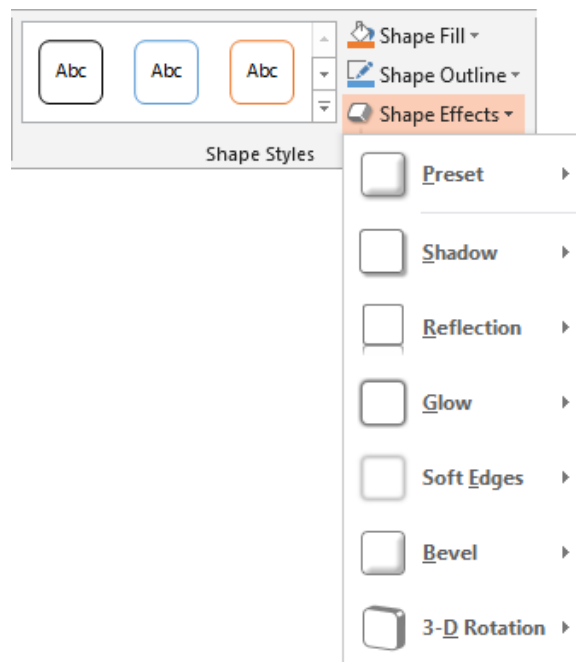 Abc Abc Abc
Shape Fill
Shape Outline
Shape Effects
Shape Styles
Preset
Shadow
Reflection
Glow
Soft Edges
Bevel
3-D Rotation